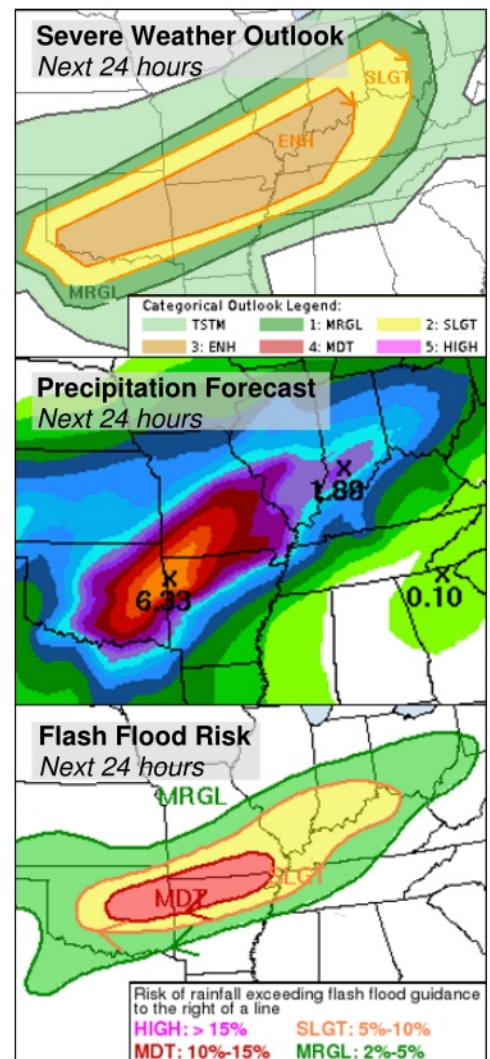 Severe Weather Outlook
Next 24 hours
SLGT
ENH
MRGL
Categorical Outlook Legend:
TSTM 1: MRGL 2: SLGT
3: ENH 4: MDT 5: HIGH
Precipitation Forecast
Next 24 hours
1.88
6.33
0.10
Flash Flood Risk
Next 24 hours
MRGL
SLGT
MDT
Risk of rainfall exceeding flash flood guidance
to the right of a line
HIGH: > 15% SLGT: 5%-10%
MDT: 10%-15% MRGL: 2%-5%